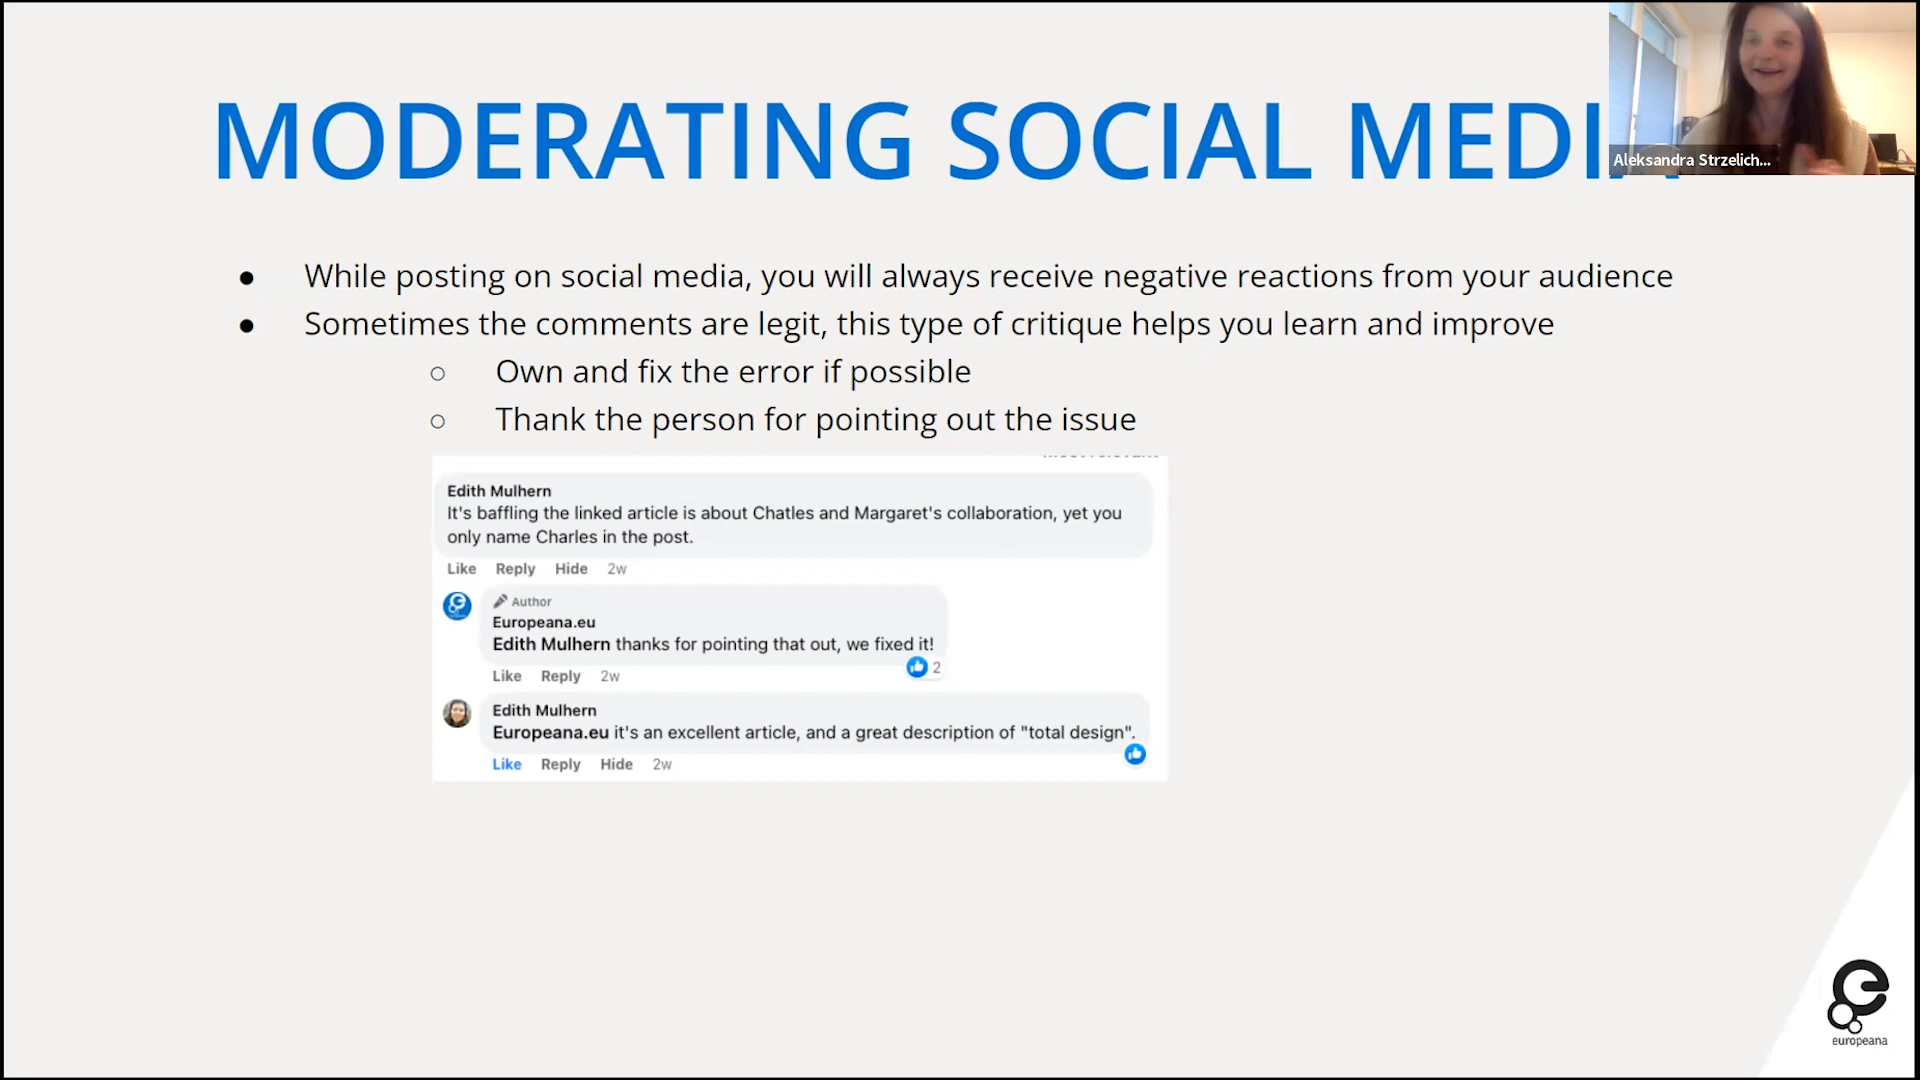 MODERATING SOCIAL MEDIA
Aleksandra Strzelich...
● While posting on social media, you will always receive negative reactions from your audience
● Sometimes the comments are legit, this type of critique helps you learn and improve
○ Own and fix the error if possible
○ Thank the person for pointing out the issue
Edith Mulhern
It's baffling the linked article is about Chatles and Margaret's collaboration, yet you
only name Charles in the post.
Like Reply Hide 2w
Author
Europeana.eu
Edith Mulhern thanks for pointing that out, we fixed it!
2
Like Reply 2w
Edith Mulhern
Europeana.eu it's an excellent article, and a great description of "total design".
Like Reply Hide 2w
europeana